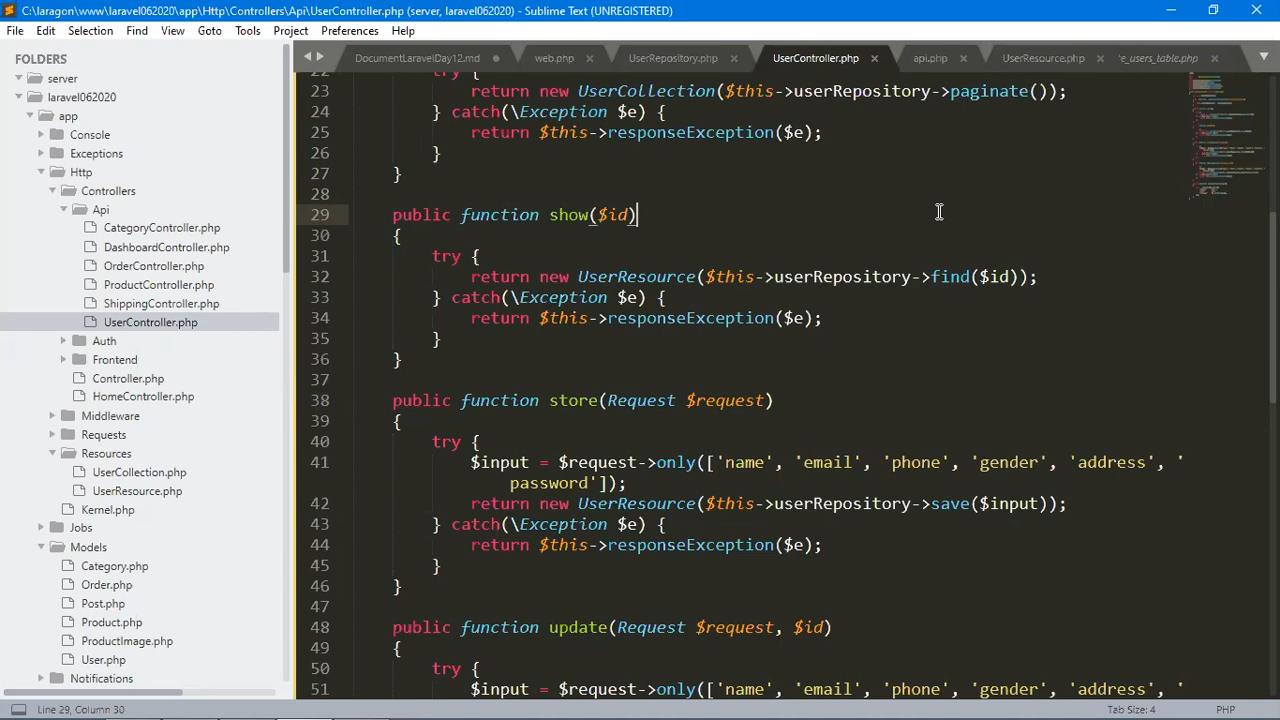 C:\laragon\www\laravel062020\app\Http\Controllers\Api\UserController.php (server, laravel062020) - Sublime Text (UNREGISTERED)
File Edit Selection Find View Goto Tools Project Preferences Help
FOLDERS
server
laravel062020
app
Console
Exceptions
Http
Controllers
Api
CategoryController.php
DashboardController.php
OrderController.php
ProductController.php
ShippingController.php
UserController.php
Auth
Frontend
Controller.php
HomeController.php
Middleware
Requests
Resources
UserCollection.php
UserResource.php
Kernel.php
Jobs
Models
Category.php
Order.php
Post.php
Product.php
ProductImage.php
User.php
Notifications
DocumentLaravelDay12.md web.php UserRepository.php UserController.php api.php UserResource.php e_users_table.php
22 try {
23 return new UserCollection($this->userRepository->paginate());
24 } catch(\Exception $e) {
25 return $this->responseException($e);
26 }
27 }
28
29 public function show($id)
30 {
31 try {
32 return new UserResource($this->userRepository->find($id));
33 } catch(\Exception $e) {
34 return $this->responseException($e);
35 }
36 }
37
38 public function store(Request $request)
39 {
40 try {
41 $input = $request->only(['name', 'email', 'phone', 'gender', 'address', '
password']);
42 return new UserResource($this->userRepository->save($input));
43 } catch(\Exception $e) {
44 return $this->responseException($e);
45 }
46 }
47
48 public function update(Request $request, $id)
49 {
50 try {
51 $input = $request->only(['name', 'email', 'phone', 'gender', 'address', '
Line 29, Column 30 Tab Size: 4 PHP